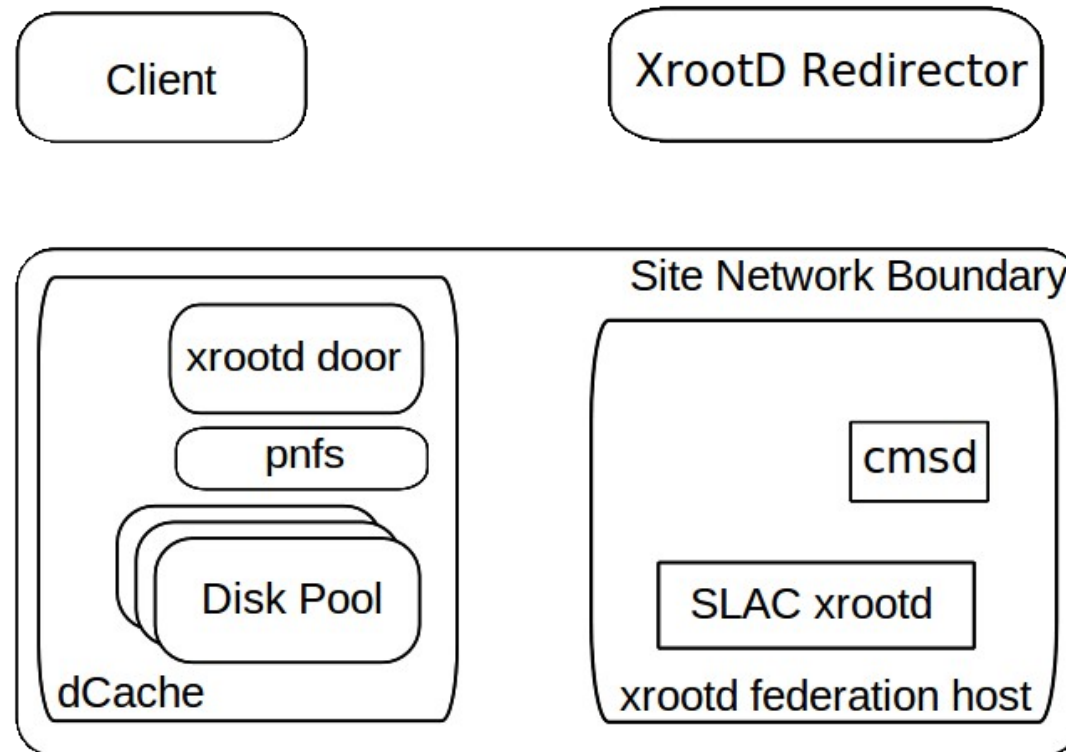 Client
XrootD Redirector
Site Network Boundary
xrootd door
pnfs
Disk Pool
dCache
cmsd
SLAC xrootd
xrootd federation host